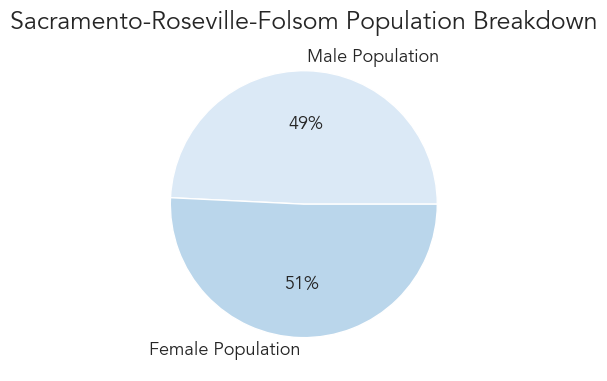 Sacramento-Roseville-Folsom Population Breakdown
Male Population
49%
51%
Female Population